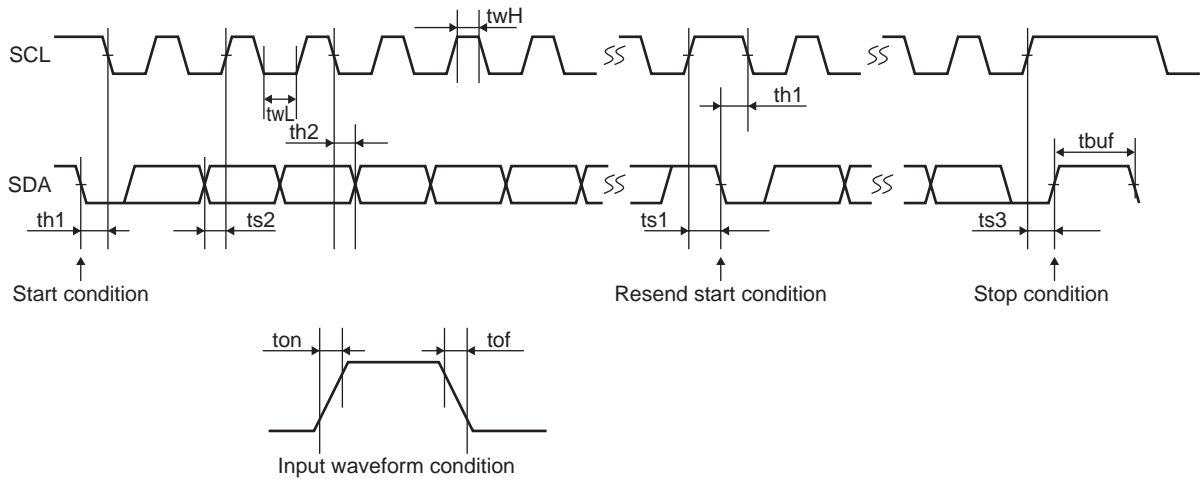 twH
SCL
twL
th1
th2
tbuf
SDA
th1
ts2
ts1
ts3
Start condition
Resend start condition
Stop condition
ton
tof
Input waveform condition